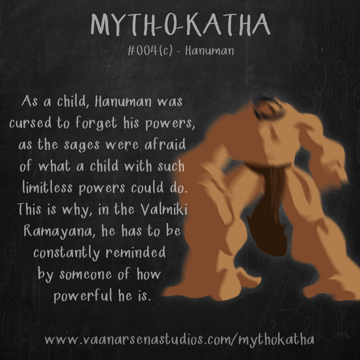 MYTH-O-KATHA
#004(c) - Hanuman
As a child, Hanuman was
cursed to forget his powers,
as the sages were afraid
of what a child with such
limitless powers could do.
This is why, in the Valmiki
Ramayana, he has to be
constantly reminded
by someone of how
powerful he is.
www.vaanarsenastudios.com/mythokatha